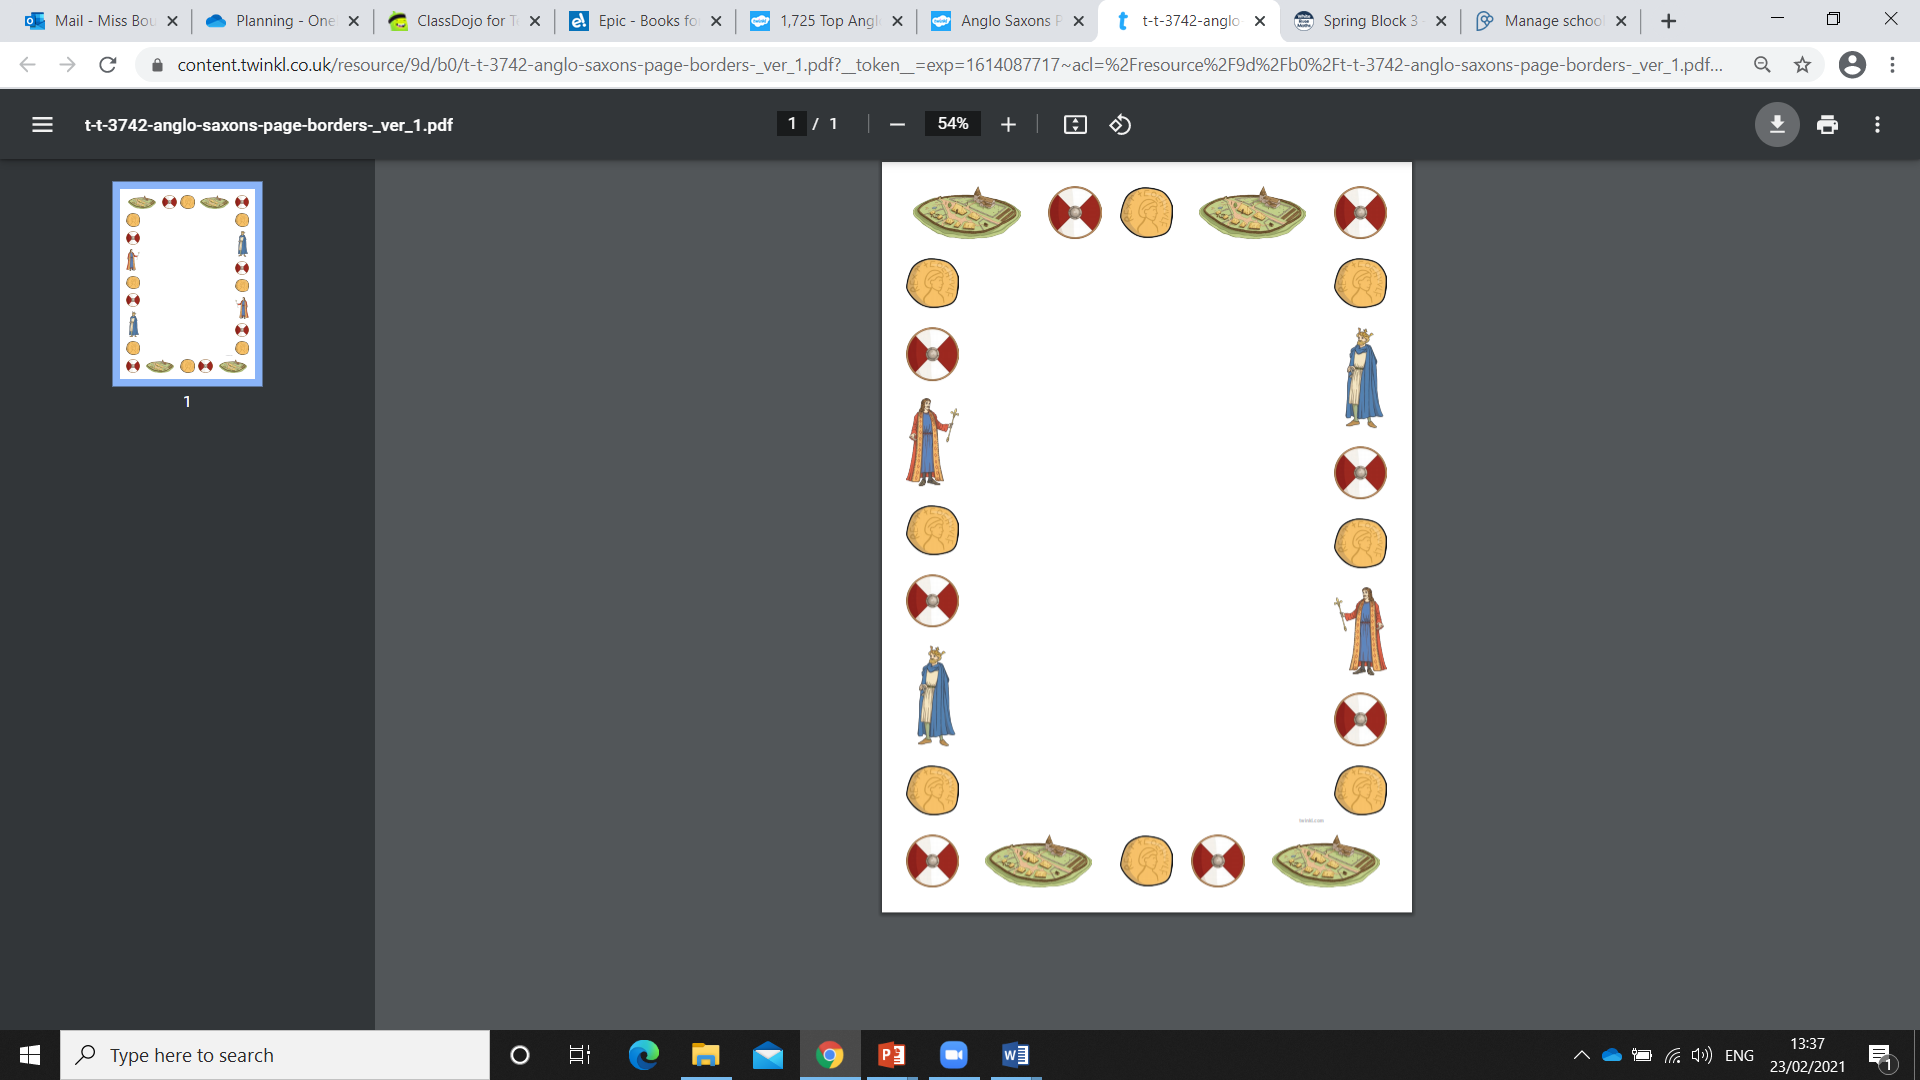 Mail - Miss Bou
Planning - One
ClassDojo for T
Epic - Books fo
1,725 Top Angl
Anglo Saxons P
t-t-3742-anglo
Spring Block 3
Manage schoo
content.twinkl.co.uk/resource/9d/b0/t-t-3742-anglo-saxons-page-borders-_ver_1.pdf?__token__=exp=1614087717~acl=%2Fresource%2F9d%2Fb0%2Ft-t-3742-anglo-saxons-page-borders-_ver_1.pdf...
t-t-3742-anglo-saxons-page-borders-_ver_1.pdf
1 / 1
54%
1
twinkl.com
Type here to search
ENG
13:37
23/02/2021
1